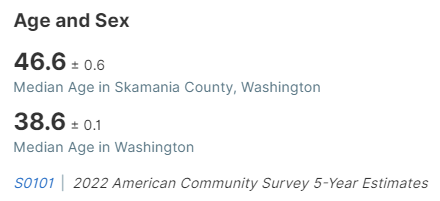 Age and Sex
46.6 ± 0.6
Median Age in Skamania County, Washington
38.6 ± 0.1
Median Age in Washington
S0101 | 2022 American Community Survey 5-Year Estimates